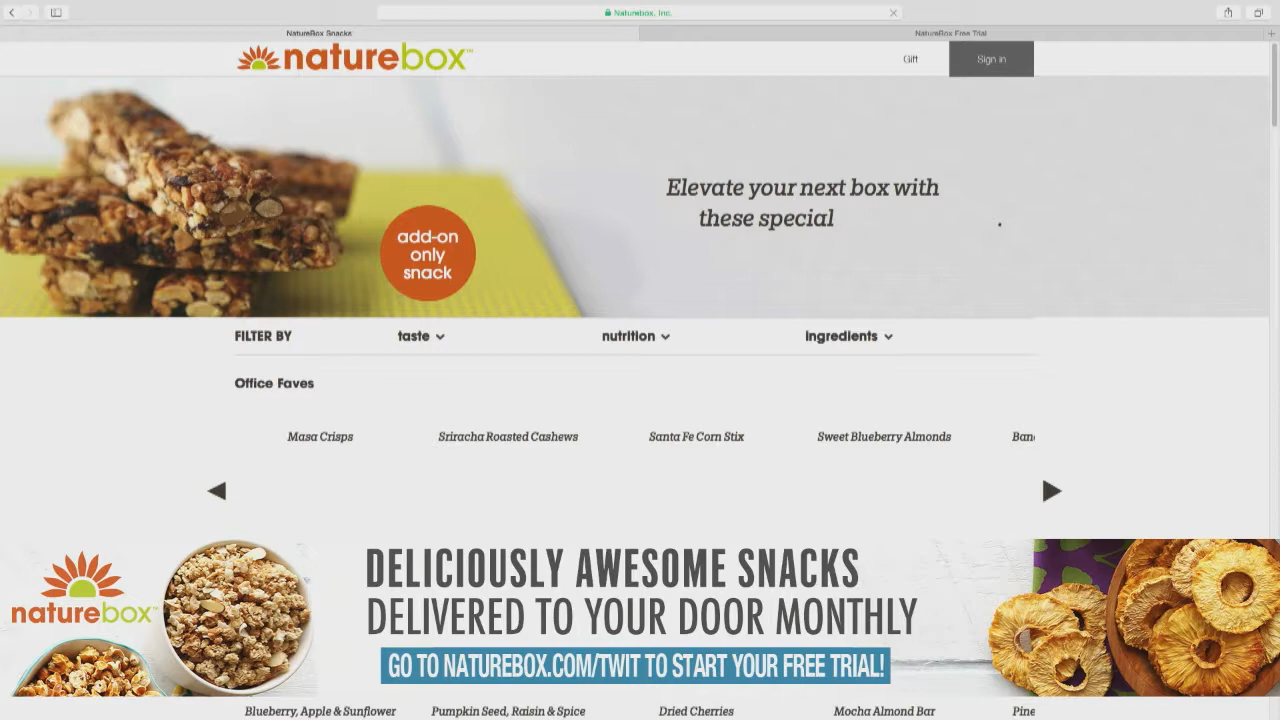 Naturebox, Inc.
NatureBox Snacks
NatureBox Free Trial
naturebox™
Gift
Sign in
Elevate your next box with
these special
.
add-on
only
snack
FILTER BY
taste
nutrition
ingredients
Office Faves
Masa Crisps
Sriracha Roasted Cashews
Santa Fe Corn Stix
Sweet Blueberry Almonds
Ban
DELICIOUSLY AWESOME SNACKS
DELIVERED TO YOUR DOOR MONTHLY
GO TO NATUREBOX.COM/TWIT TO START YOUR FREE TRIAL!
naturebox™
Blueberry, Apple & Sunflower
Pumpkin Seed, Raisin & Spice
Dried Cherries
Mocha Almond Bar
Pine